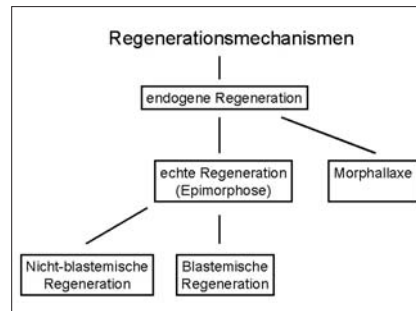 Regenerationsmechanismen
endogene Regeneration
echte Regeneration
(Epimorphose)
Morphallaxe
Nicht-blastemische
Regeneration
Blastemische
Regeneration